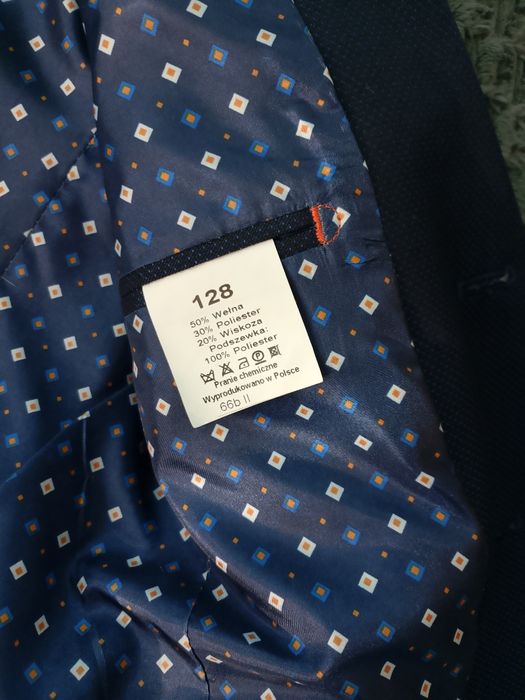 128
50% Wełna
30% Poliester
20% Wiskoza
Podszewka:
100% Poliester
Pranie chemiczne
Wyprodukowano w Polsce
66b II